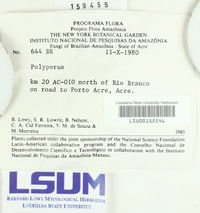 159455
PROGRAMA FLORA
Projeto Flora Amazônica
THE NEW YORK BOTANICAL GARDEN
INSTITUTO NACIONAL DE PESQUISAS DA AMAZÔNIA
Fungi of Brazilian Amazonia - State of Acre
No. 644 BR 11-X-1980
Polyporus
km 20 AC-010 north of Rio Branco
on road to Porto Acre, Acre.
Louisiana State University Herbarium
B. Lowy, S. R. Lowrie, B. Nelson,
C. A. Cid Ferreira, V. M. de Souza &
M. Moreira 1980
Plants collected under the joint sponsorship of the National Science Foundation
Latin-American collaborative program and the Conselho Nacional de
Desenvolvimento Científico e Tecnológico in collaboration with the Instituto
Nacional de Pesquisas da Amazônia-Manaus.
LSUM
BERNARD LOWY MYCOLOGICAL HERBARIUM
LOUISIANA STATE UNIVERSITY